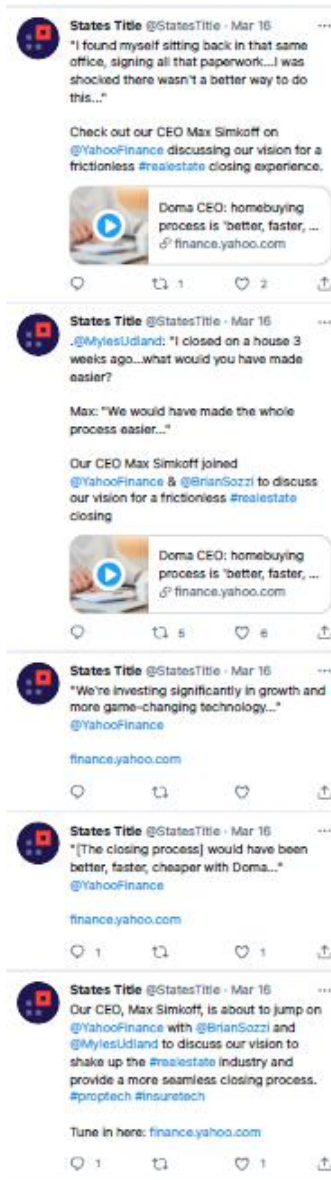 States Title @StatesTitle · Mar 16 ...
"I found myself sitting back in that same
office, signing all that paperwork...I was
shocked there wasn't a better way to do
this..."
Check out our CEO Max Simkoff on
@YahooFinance discussing our vision for a
frictionless #realestate closing experience.
Doma CEO: homebuying
process is 'better, faster, ...
finance.yahoo.com
1 2
States Title @StatesTitle · Mar 16 ...
.@MylesUdland: "I closed on a house 3
weeks ago...what would you have made
easier?
Max: "We would have made the whole
process easier..."
Our CEO Max Simkoff joined
@YahooFinance & @BrianSozzi to discuss
our vision for a frictionless #realestate
closing
Doma CEO: homebuying
process is 'better, faster, ...
finance.yahoo.com
5 6
States Title @StatesTitle · Mar 16 ...
"We're investing significantly in growth and
more game-changing technology..."
@YahooFinance
finance.yahoo.com
States Title @StatesTitle · Mar 16 ...
"[The closing process] would have been
better, faster, cheaper with Doma..."
@YahooFinance
finance.yahoo.com
1 1
States Title @StatesTitle · Mar 16 ...
Our CEO, Max Simkoff, is about to jump on
@YahooFinance with @BrianSozzi and
@MylesUdland to discuss our vision to
shake up the #realestate industry and
provide a more seamless closing process.
#proptech #insuretech
Tune in here: finance.yahoo.com
1 1